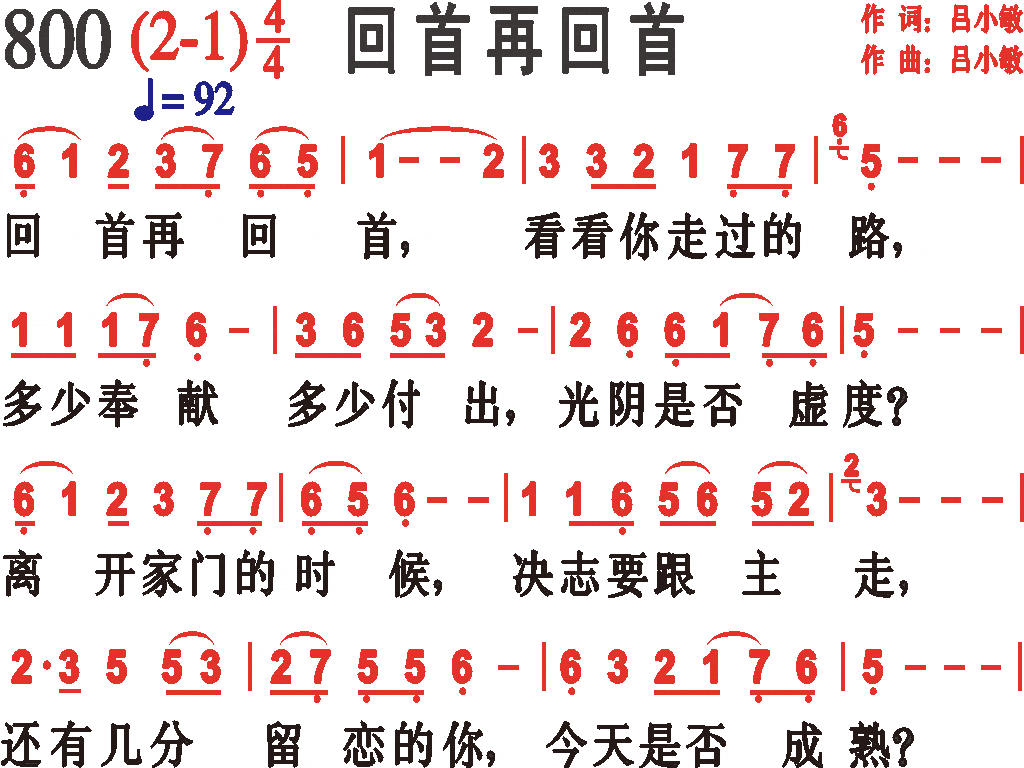 800 (2-1) 4/4 回首再回首 作 词：吕小敏
♩= 92 作 曲：吕小敏
6 1 2 3 7 6 5 | 1 - - 2 | 3 3 2 1 7 7 | 6 5 - - - |
回 首再 回 首， 看看你走过的 路，
1 1 1 7 6 - | 3 6 5 3 2 - | 2 6 6 1 7 6 | 5 - - - |
多少奉 献 多少付 出，光阴是否 虚度？
6 1 2 3 7 7 | 6 5 6 - - | 1 1 6 5 6 5 2 | 2 3 - - - |
离 开家门的 时 候， 决志要跟 主 走，
2 · 3 5 5 3 | 2 7 5 5 6 - | 6 3 2 1 7 6 | 5 - - - |
还有几分 留 恋的你，今天是否 成 熟？